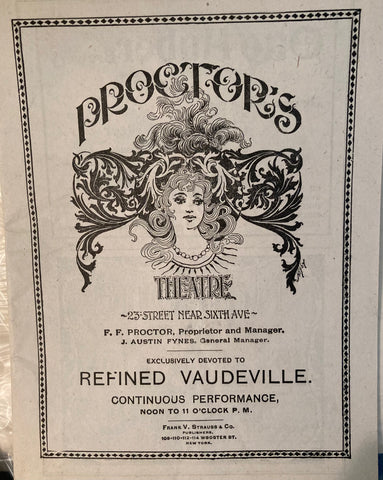 PROCTOR'S
THEATRE
~23D STREET NEAR SIXTH AVE~
F. F. PROCTOR, Proprietor and Manager,
J. AUSTIN FYNES, General Manager.
EXCLUSIVELY DEVOTED TO
REFINED VAUDEVILLE.
CONTINUOUS PERFORMANCE,
NOON TO 11 O'CLOCK P. M.
FRANK V. STRAUSS & CO.
PUBLISHERS,
108-110-112-114 WOOSTER ST.
NEW YORK.